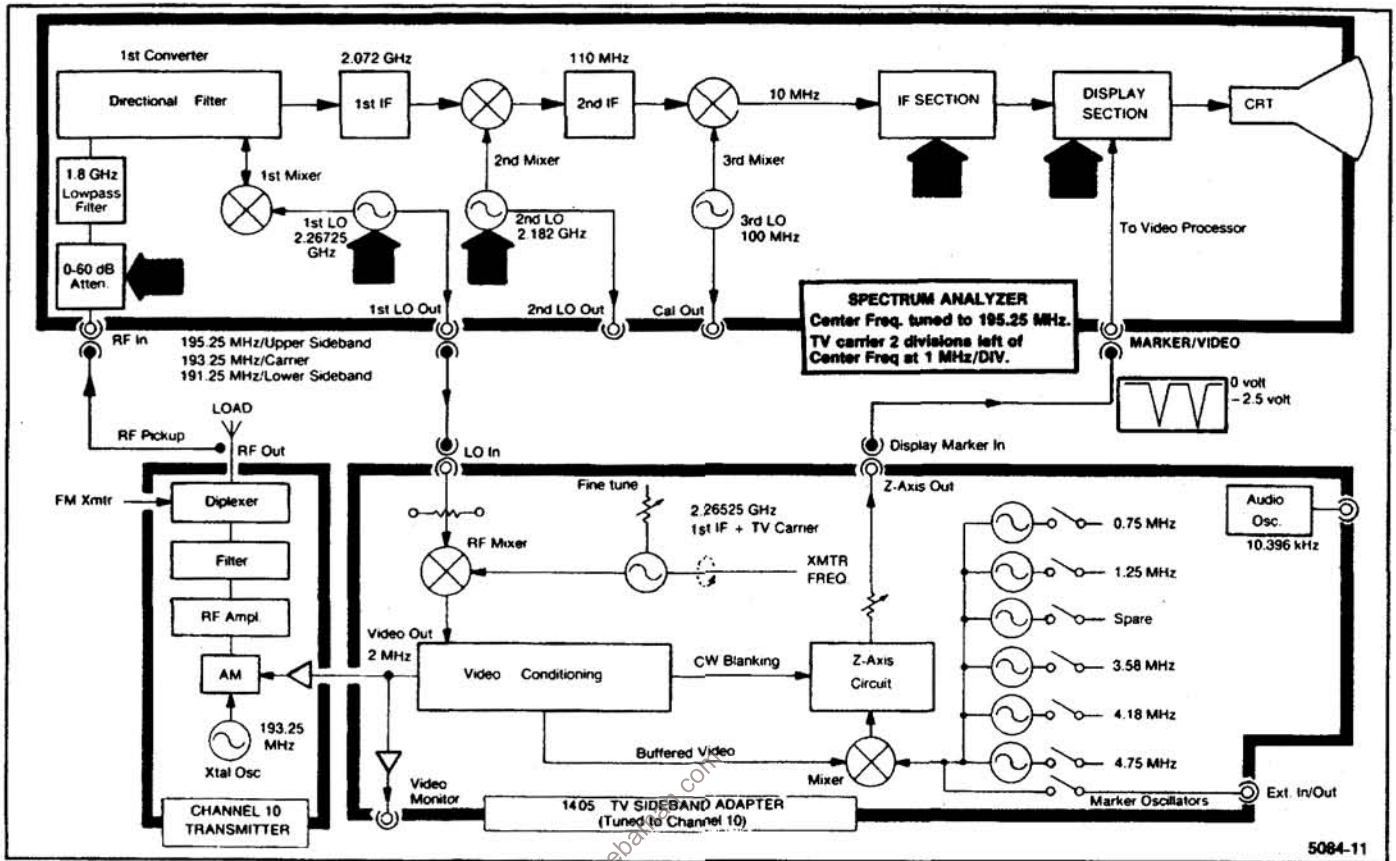 1st Converter
Directional Filter
2.072 GHz
1st IF
110 MHz
2nd IF
10 MHz
IF SECTION
DISPLAY
SECTION
CRT
1.8 GHz
Lowpass
Filter
1st Mixer
2nd Mixer
3rd Mixer
1st LO
2.26725
GHz
2nd LO
2.182 GHz
3rd LO
100 MHz
To Video Processor
0-60 dB
Atten.
1st LO Out
2nd LO Out
Cal Out
SPECTRUM ANALYZER
Center Freq. tuned to 195.25 MHz.
TV carrier 2 divisions left of
Center Freq at 1 MHz/DIV.
RF In
195.25 MHz/Upper Sideband
193.25 MHz/Carrier
191.25 MHz/Lower Sideband
MARKER/VIDEO
0 volt
-2.5 volt
LOAD
RF Pickup
RF Out
LO In
Display Marker In
Z-Axis Out
FM Xmtr
Diplexer
Filter
RF Ampl.
AM
193.25
MHz
Xtal Osc
CHANNEL 10
TRANSMITTER
Fine tune
2.26525 GHz
1st IF + TV Carrier
RF Mixer
XMTR
FREQ.
Audio
Osc.
10.396 kHz
0.75 MHz
1.25 MHz
Spare
3.58 MHz
4.18 MHz
4.75 MHz
Video Out
2 MHz
Video Conditioning
CW Blanking
Z-Axis
Circuit
Buffered Video
Mixer
Marker Oscillators
Ext. In/Out
Video
Monitor
1405 TV SIDEBAND ADAPTER
(Tuned to Channel 10)
5084-11